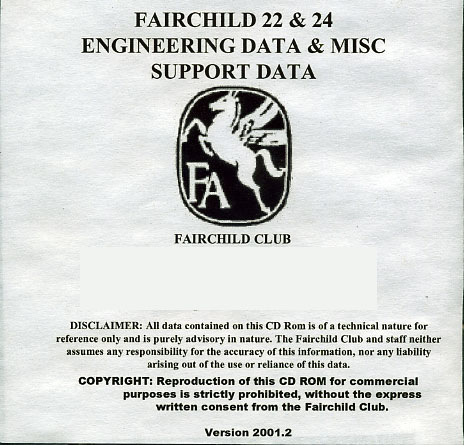 FAIRCHILD 22 & 24
ENGINEERING DATA & MISC
SUPPORT DATA
FA
FAIRCHILD CLUB
DISCLAIMER: All data contained on this CD Rom is of a technical nature for
reference only and is purely advisory in nature. The Fairchild Club and staff neither
assumes any responsibility for the accuracy of this information, nor any liability
arising out of the use or reliance of this data.
COPYRIGHT: Reproduction of this CD ROM for commercial
purposes is strictly prohibited, without the express
written consent from the Fairchild Club.
Version 2001.2